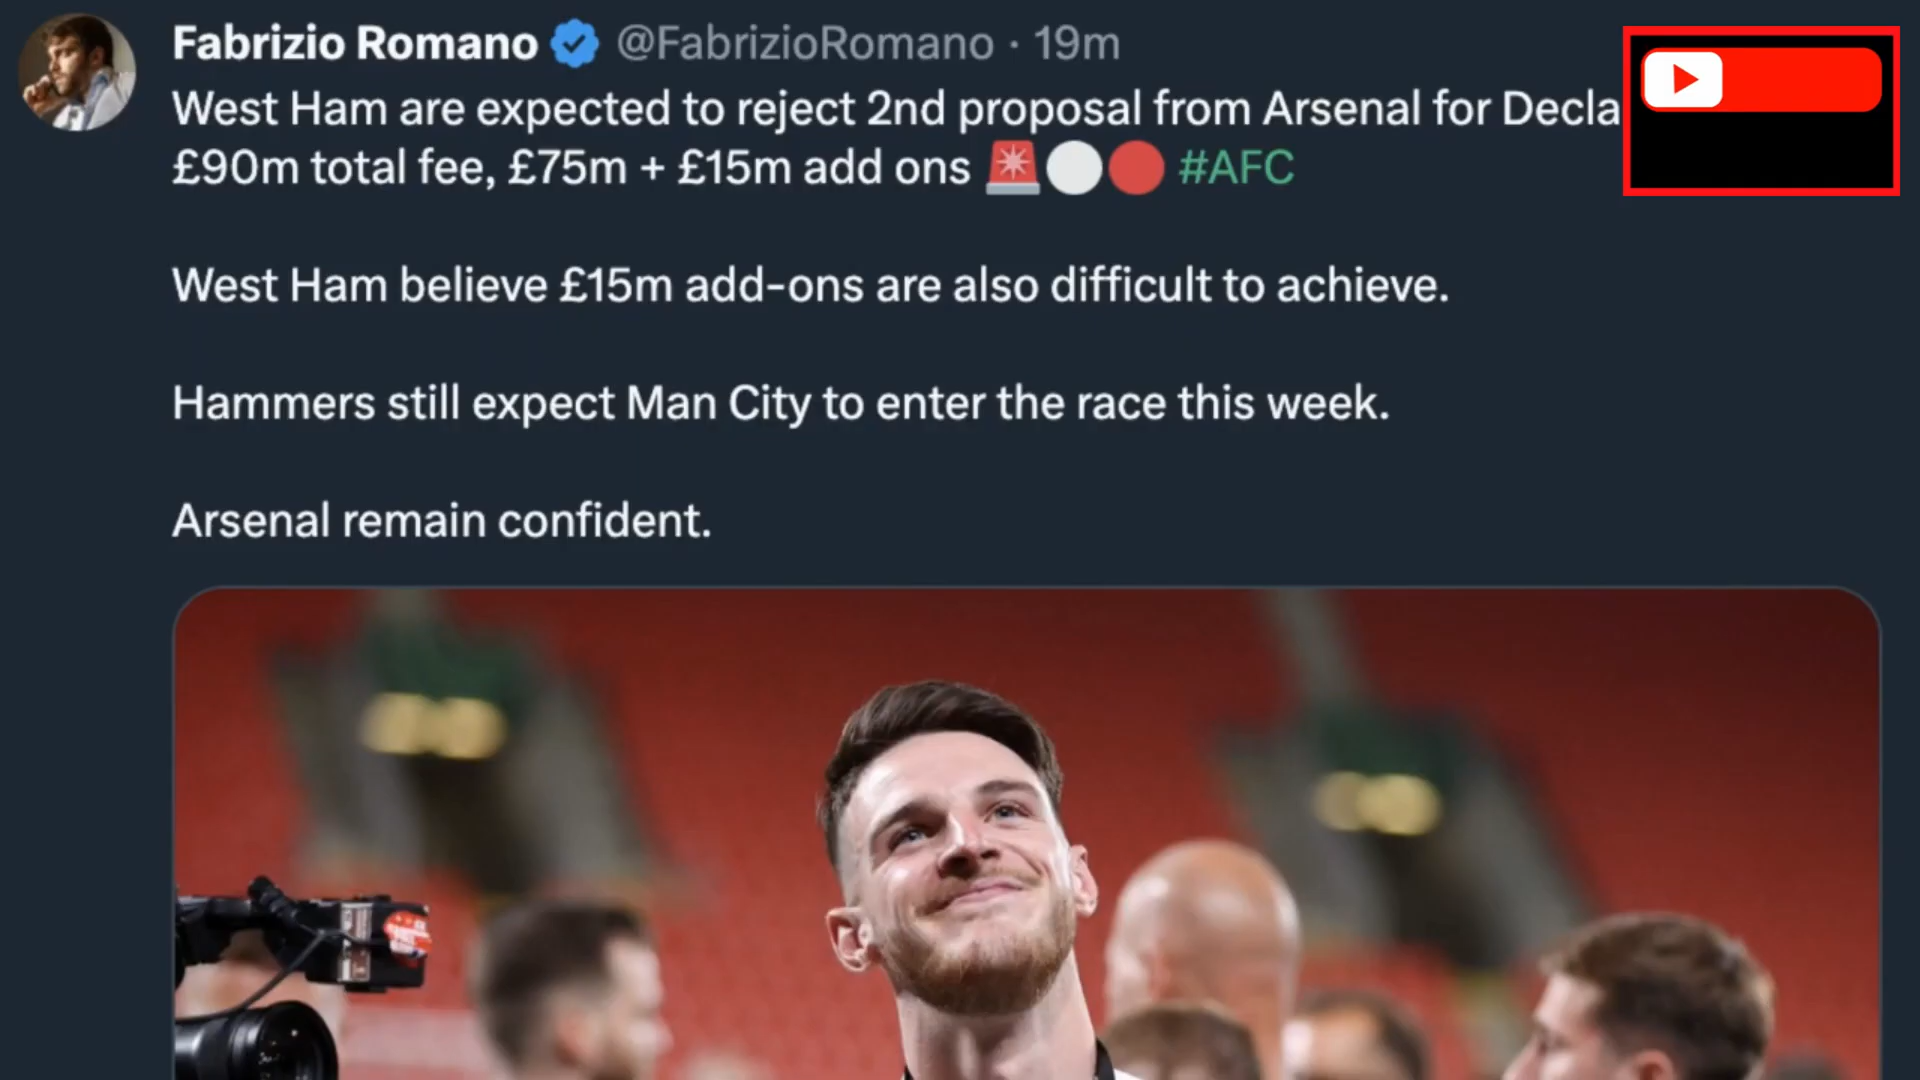 Fabrizio Romano @FabrizioRomano · 19m
West Ham are expected to reject 2nd proposal from Arsenal for Decla
£90m total fee, £75m + £15m add ons #AFC
West Ham believe £15m add-ons are also difficult to achieve.
Hammers still expect Man City to enter the race this week.
Arsenal remain confident.